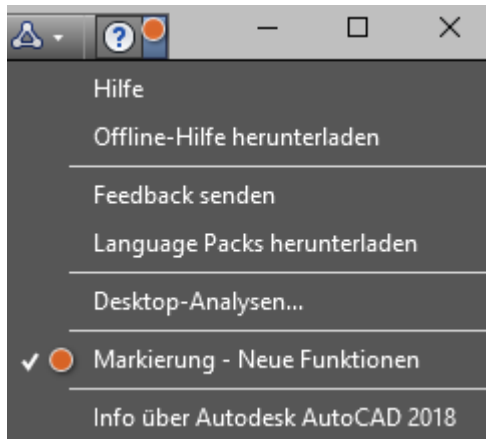 ?
Hilfe
Offline-Hilfe herunterladen
Feedback senden
Language Packs herunterladen
Desktop-Analysen...
Markierung - Neue Funktionen
Info über Autodesk AutoCAD 2018